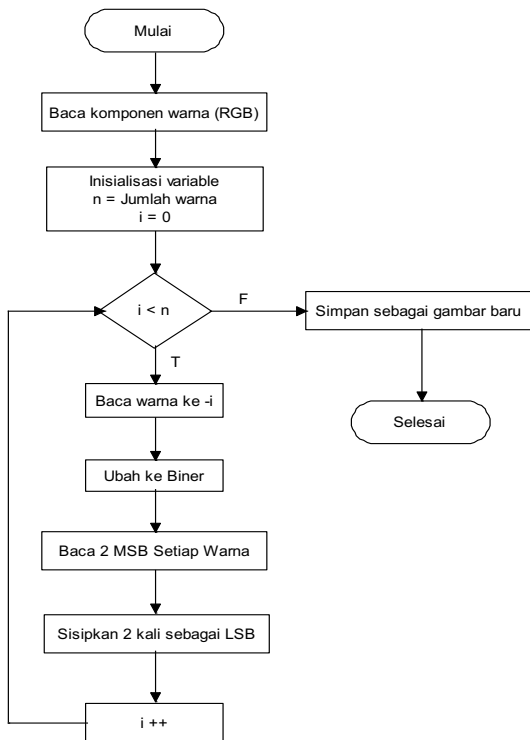 Mulai
Baca komponen warna (RGB)
Inisialisasi variable
n = Jumlah warna
i = 0
i < n
F
Simpan sebagai gambar baru
T
Selesai
Baca warna ke -i
Ubah ke Biner
Baca 2 MSB Setiap Warna
Sisipkan 2 kali sebagai LSB
i ++